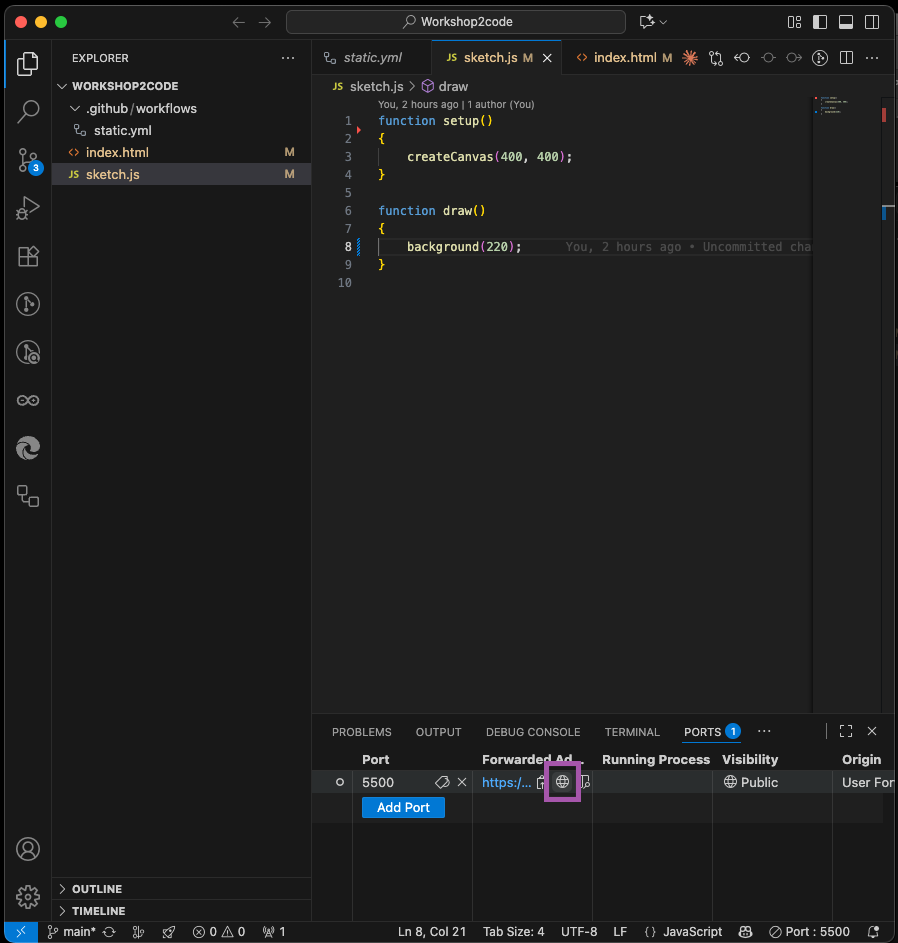 Workshop2code
EXPLORER
WORKSHOP2CODE
.github/workflows
static.yml
index.html M
JS sketch.js M
OUTLINE
TIMELINE
static.yml
JS sketch.js M
index.html M
JS sketch.js > draw
You, 2 hours ago | 1 author (You)
1 function setup()
2 {
3 createCanvas(400, 400);
4 }
5
6 function draw()
7 {
8 background(220); You, 2 hours ago • Uncommitted cha
9 }
10
PROBLEMS OUTPUT DEBUG CONSOLE TERMINAL PORTS 1 ...
Port Forwarded Ad... Running Process Visibility Origin
5500 https:/... Public User For
Add Port
3
main* 0 0 1 Ln 8, Col 21 Tab Size: 4 UTF-8 LF {} JavaScript Port : 5500